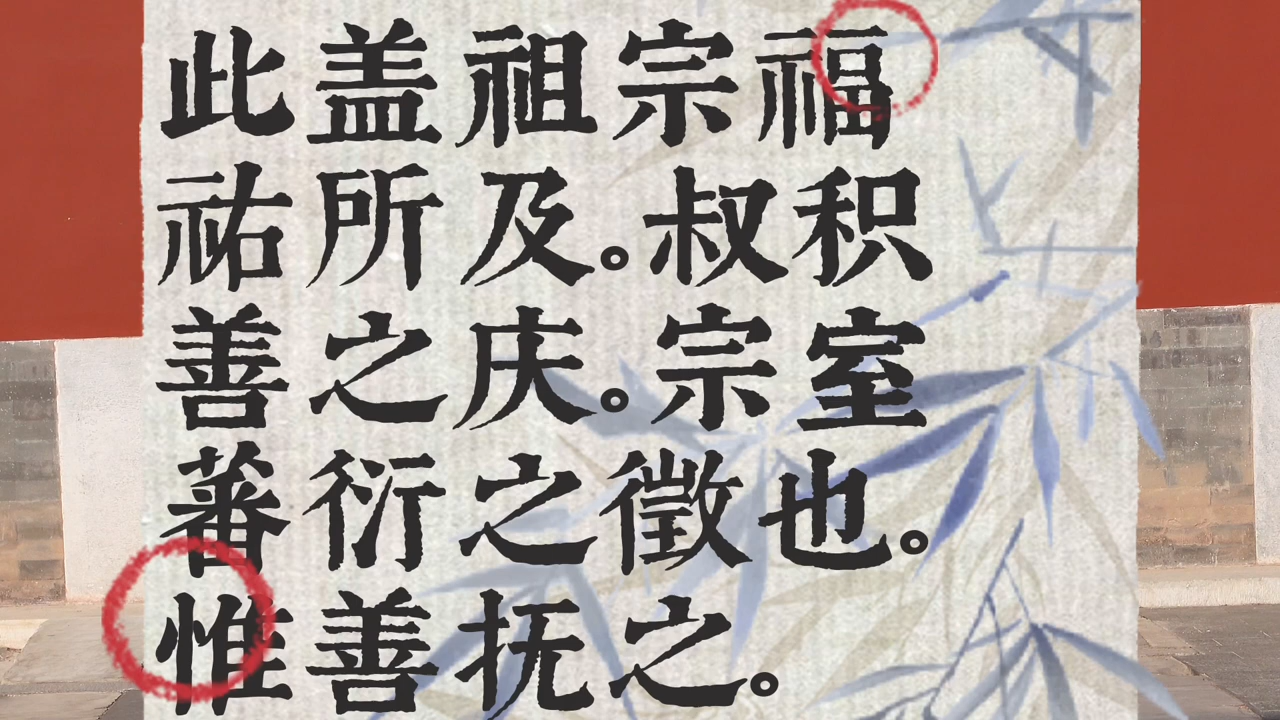 此盖祖宗福
祐所及。叔积
善之庆。宗室
蕃衍之徵也。
惟善抚之。